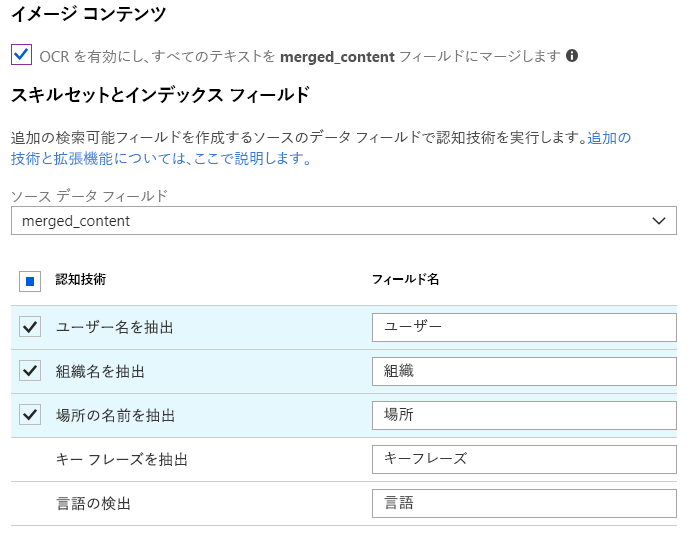 イメージ コンテンツ
OCR を有効にし、すべてのテキストを merged_content フィールドにマージします
スキルセットとインデックス フィールド
追加の検索可能フィールドを作成するソースのデータ フィールドで認知技術を実行します。追加の
技術と拡張機能については、ここで説明します。
ソース データ フィールド
merged_content
認知技術 フィールド名
ユーザー名を抽出 ユーザー
組織名を抽出 組織
場所の名前を抽出 場所
キー フレーズを抽出 キーフレーズ
言語の検出 言語